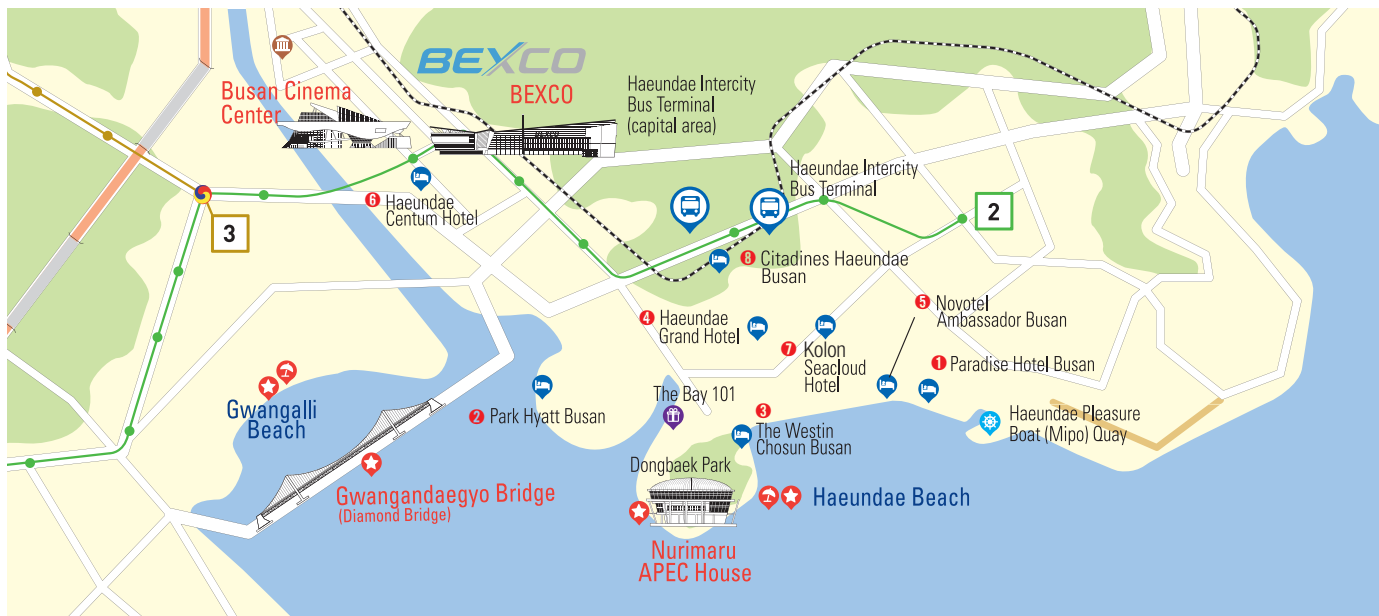 BEXCO
BEXCO
Busan Cinema
Center
Haeundae Intercity
Bus Terminal
(capital area)
BEXCO
Haeundae Intercity
Bus Terminal
6 Haeundae
Centum Hotel
3
2
8 Citadines Haeundae
Busan
5 Novotel
Ambassador Busan
4 Haeundae
Grand Hotel
7 Kolon
Seacloud
Hotel
1 Paradise Hotel Busan
The Bay 101
Gwangalli
Beach
2 Park Hyatt Busan
3
The Westin
Chosun Busan
Haeundae Pleasure
Boat (Mipo) Quay
Dongbaek Park
Gwangandaegyo Bridge
(Diamond Bridge)
Haeundae Beach
Nurimaru
APEC House